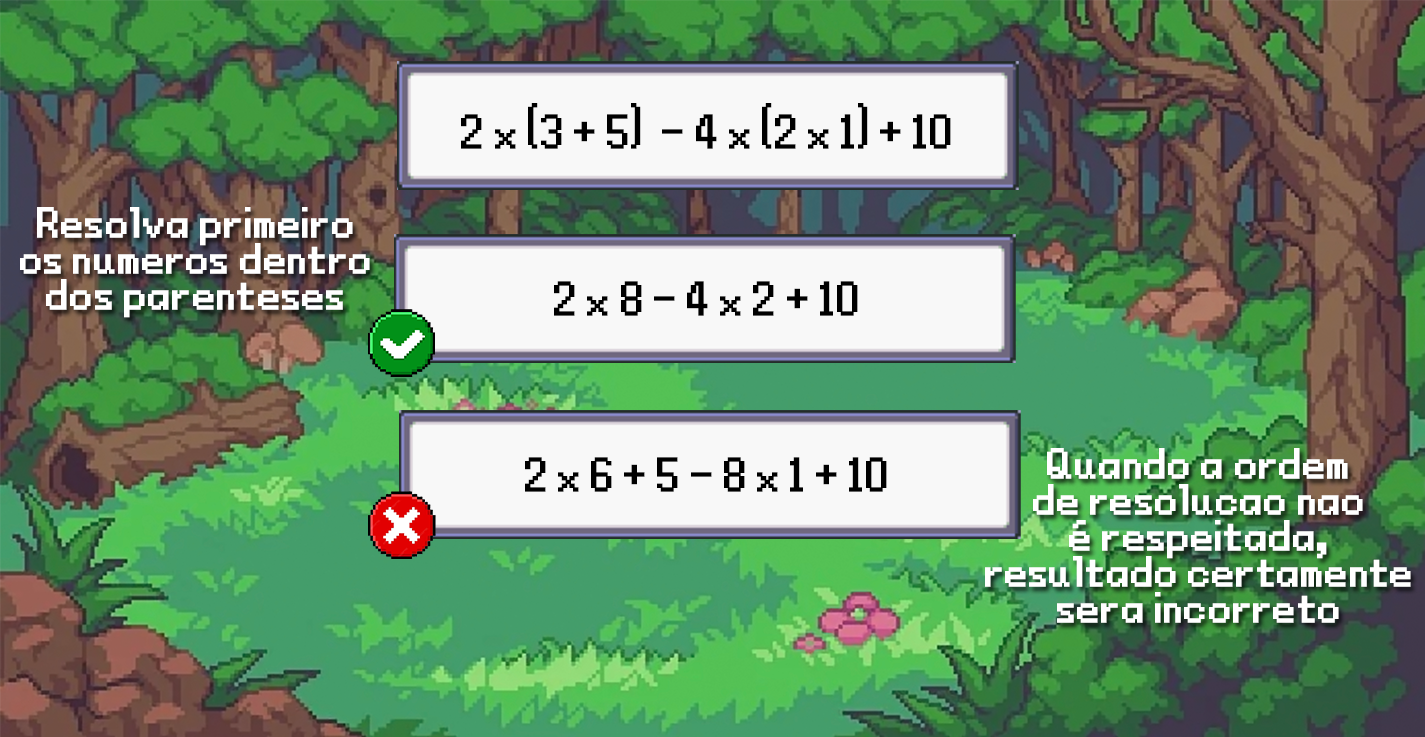 2 x (3 + 5) - 4 x (2 x 1) + 10
Resolva primeiro
os numeros dentro
dos parenteses
2 x 8 - 4 x 2 + 10
2 x 6 + 5 - 8 x 1 + 10
Quando a ordem
de resolucao nao
é respeitada,
resultado certamente
sera incorreto